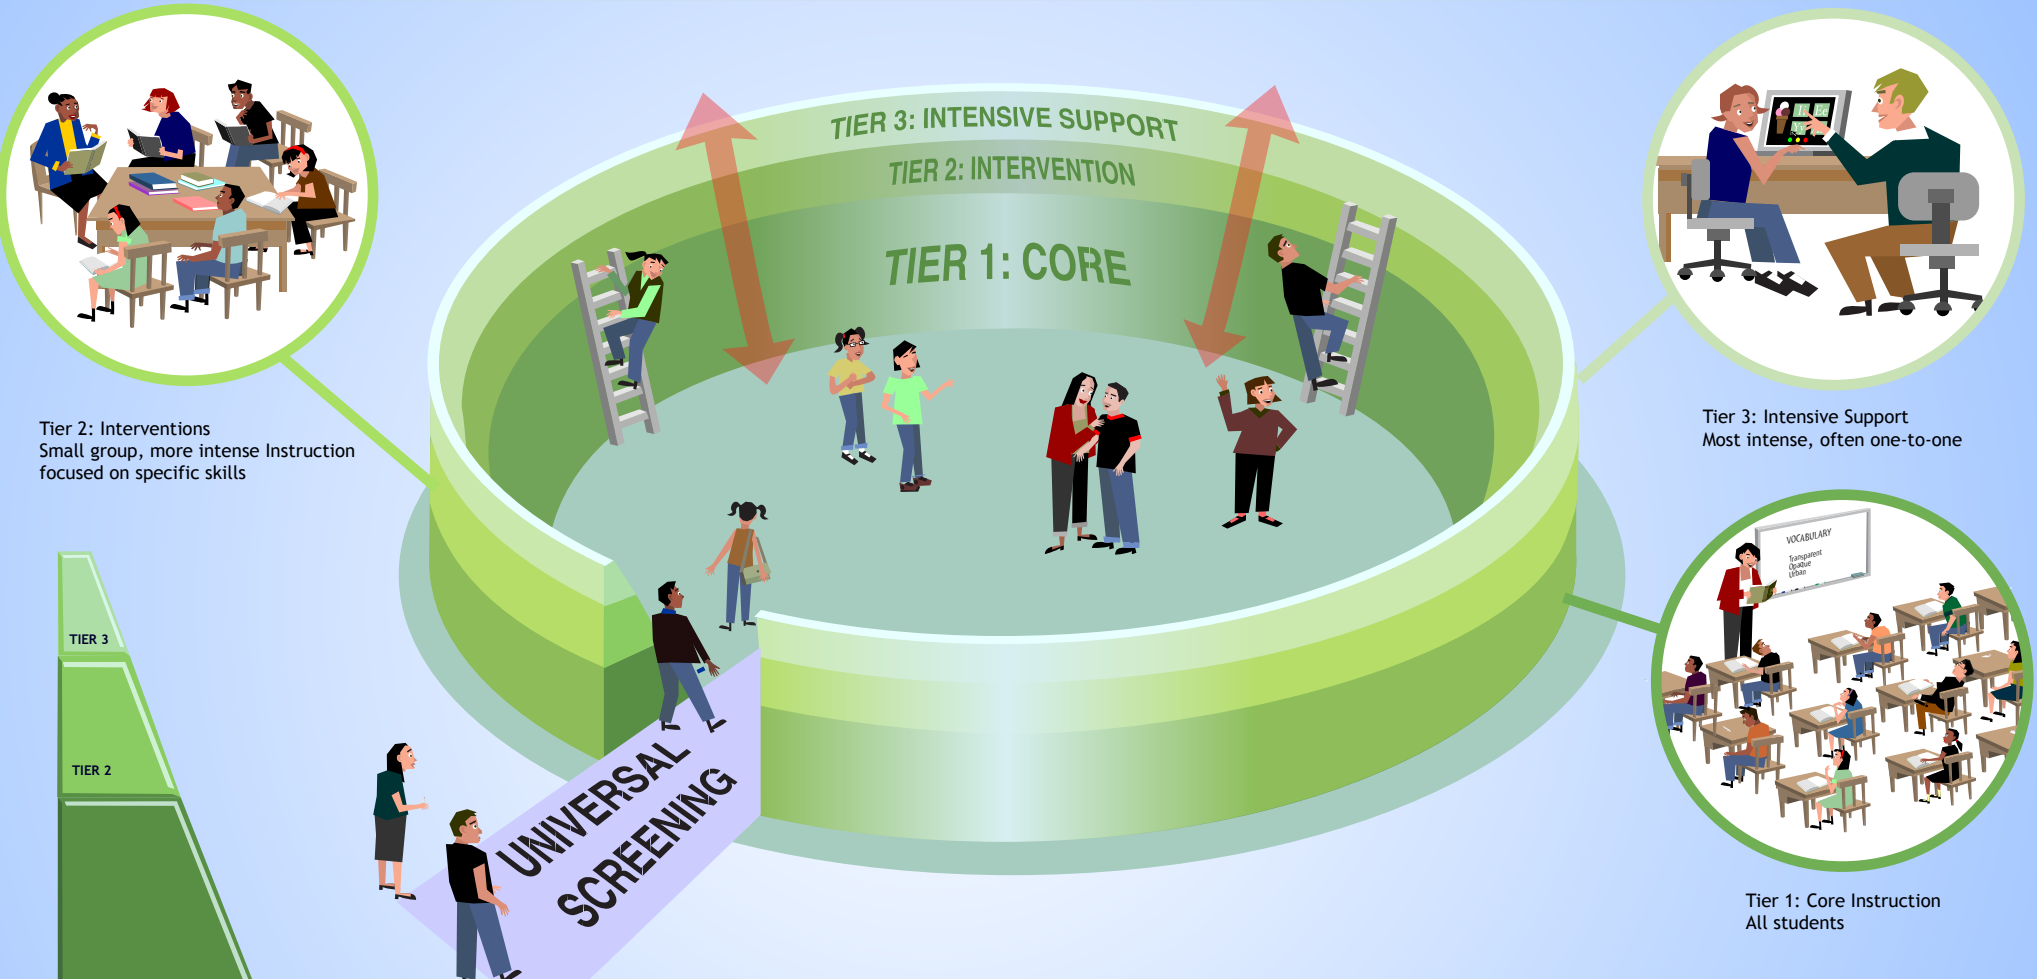 TIER 3: INTENSIVE SUPPORT
TIER 2: INTERVENTION
TIER 1: CORE
Tier 2: Interventions
Small group, more intense Instruction
focused on specific skills
Tier 3: Intensive Support
Most intense, often one-to-one
VOCABULARY
Transparent
Opaque
Urban
TIER 3
TIER 2
UNIVERSAL
SCREENING
Tier 1: Core Instruction
All students